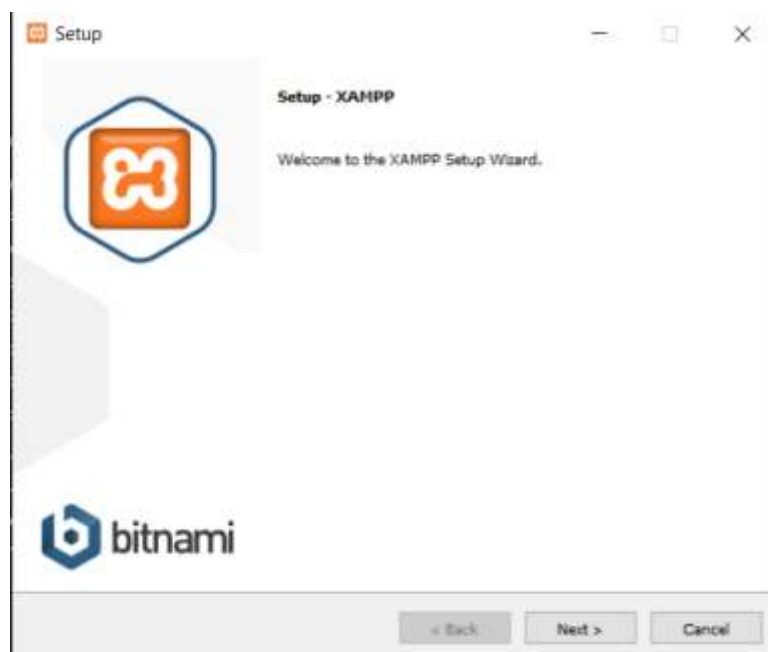 Setup
Setup - XAMPP
Welcome to the XAMPP Setup Wizard.
bitnami
< Back
Next >
Cancel